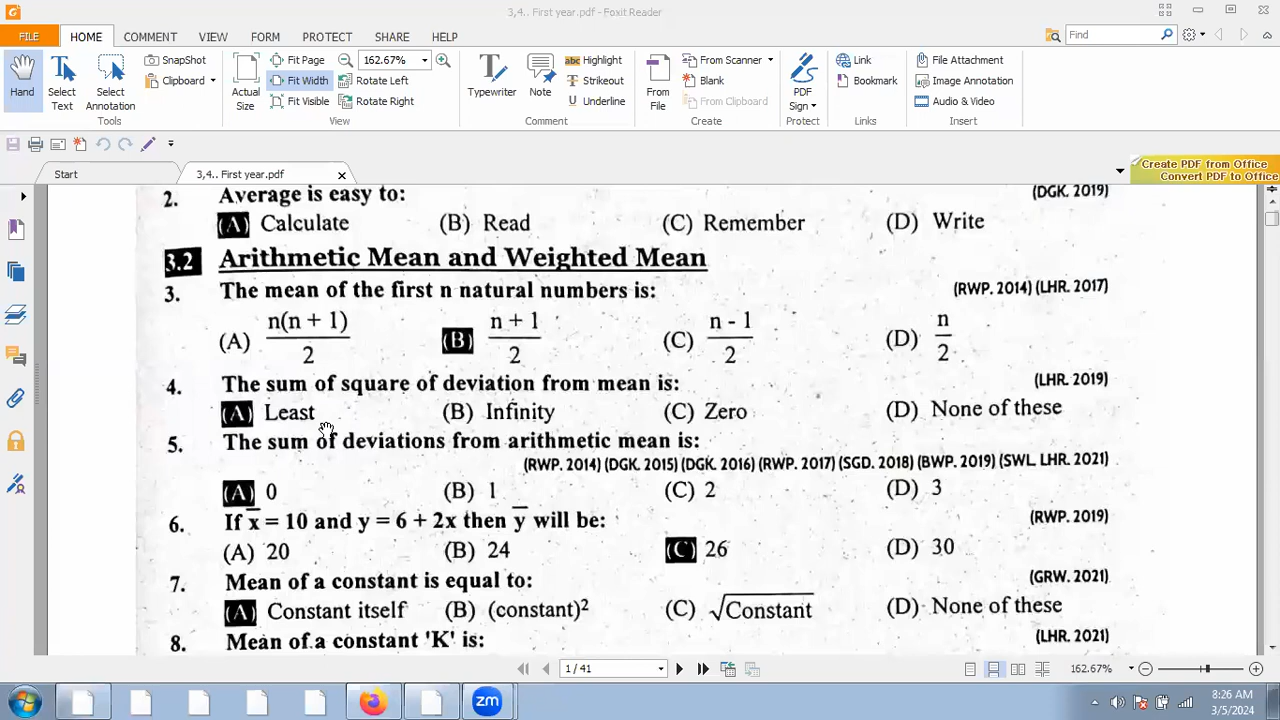 3,4.. First year.pdf - Foxit Reader
FILE HOME COMMENT VIEW FORM PROTECT SHARE HELP Find
SnapShot Fit Page 162.67% Highlight From Scanner Link File Attachment
Clipboard Fit Width Rotate Left Strikeout Blank Bookmark Image Annotation
Hand Select Text Select Annotation Actual Size Fit Visible Rotate Right Typewriter Note Underline From File From Clipboard PDF Sign Audio & Video
Tools View Comment Create Protect Links Insert
Start 3,4.. First year.pdf Create PDF from Office
Convert PDF to Office
2. Average is easy to: (DGK. 2019)
(A) Calculate (B) Read (C) Remember (D) Write
3.2 Arithmetic Mean and Weighted Mean
3. The mean of the first n natural numbers is: (RWP. 2014) (LHR. 2017)
(A) n(n + 1) / 2 (B) n + 1 / 2 (C) n - 1 / 2 (D) n / 2
4. The sum of square of deviation from mean is: (LHR. 2019)
(A) Least (B) Infinity (C) Zero (D) None of these
5. The sum of deviations from arithmetic mean is:
(RWP. 2014) (DGK. 2015) (DGK. 2016) (RWP. 2017) (SGD. 2018) (BWP. 2019) (SWL. LHR. 2021)
(A) 0 (B) 1 (C) 2 (D) 3
6. If x̄ = 10 and y = 6 + 2x then ȳ will be: (RWP. 2019)
(A) 20 (B) 24 (C) 26 (D) 30
7. Mean of a constant is equal to: (GRW. 2021)
(A) Constant itself (B) (constant)² (C) √Constant (D) None of these
8. Mean of a constant 'K' is: (LHR. 2021)
1 / 41 162.67%
zm 8:26 AM
3/5/2024